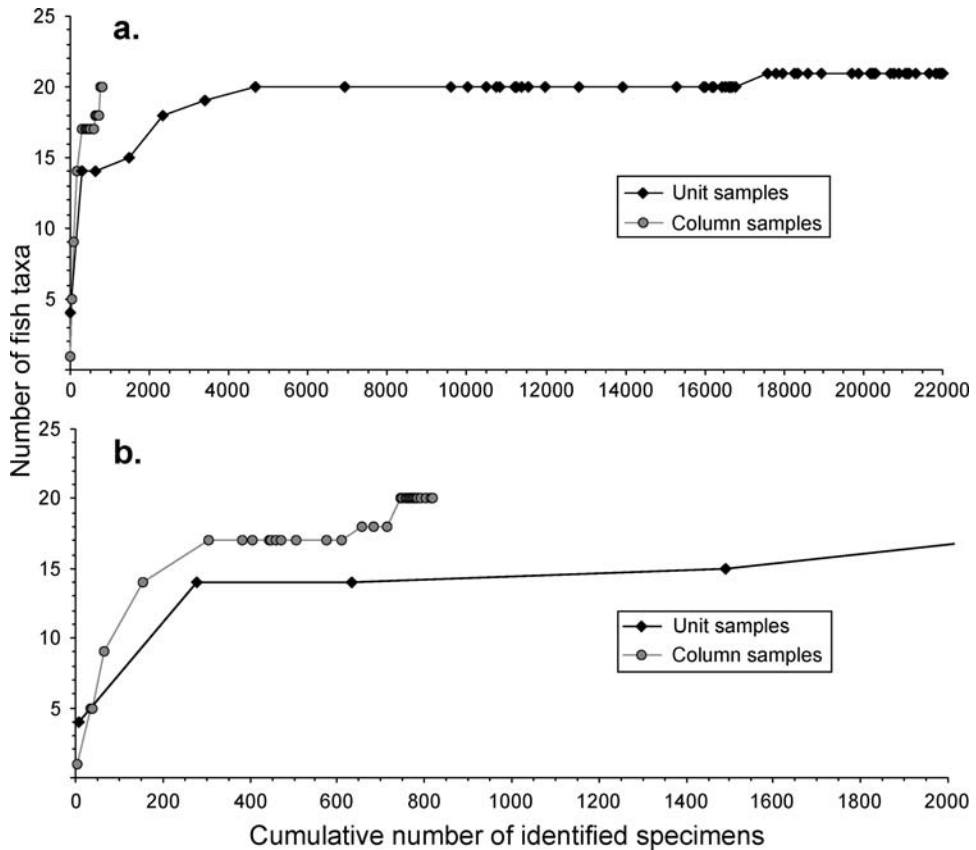 a.
25
20
15
10
5
0 2000 4000 6000 8000 10000 12000 14000 16000 18000 20000 22000
Unit samples
Column samples
Number of fish taxa
b.
25
20
15
10
5
0 200 400 600 800 1000 1200 1400 1600 1800 2000
Unit samples
Column samples
Cumulative number of identified specimens